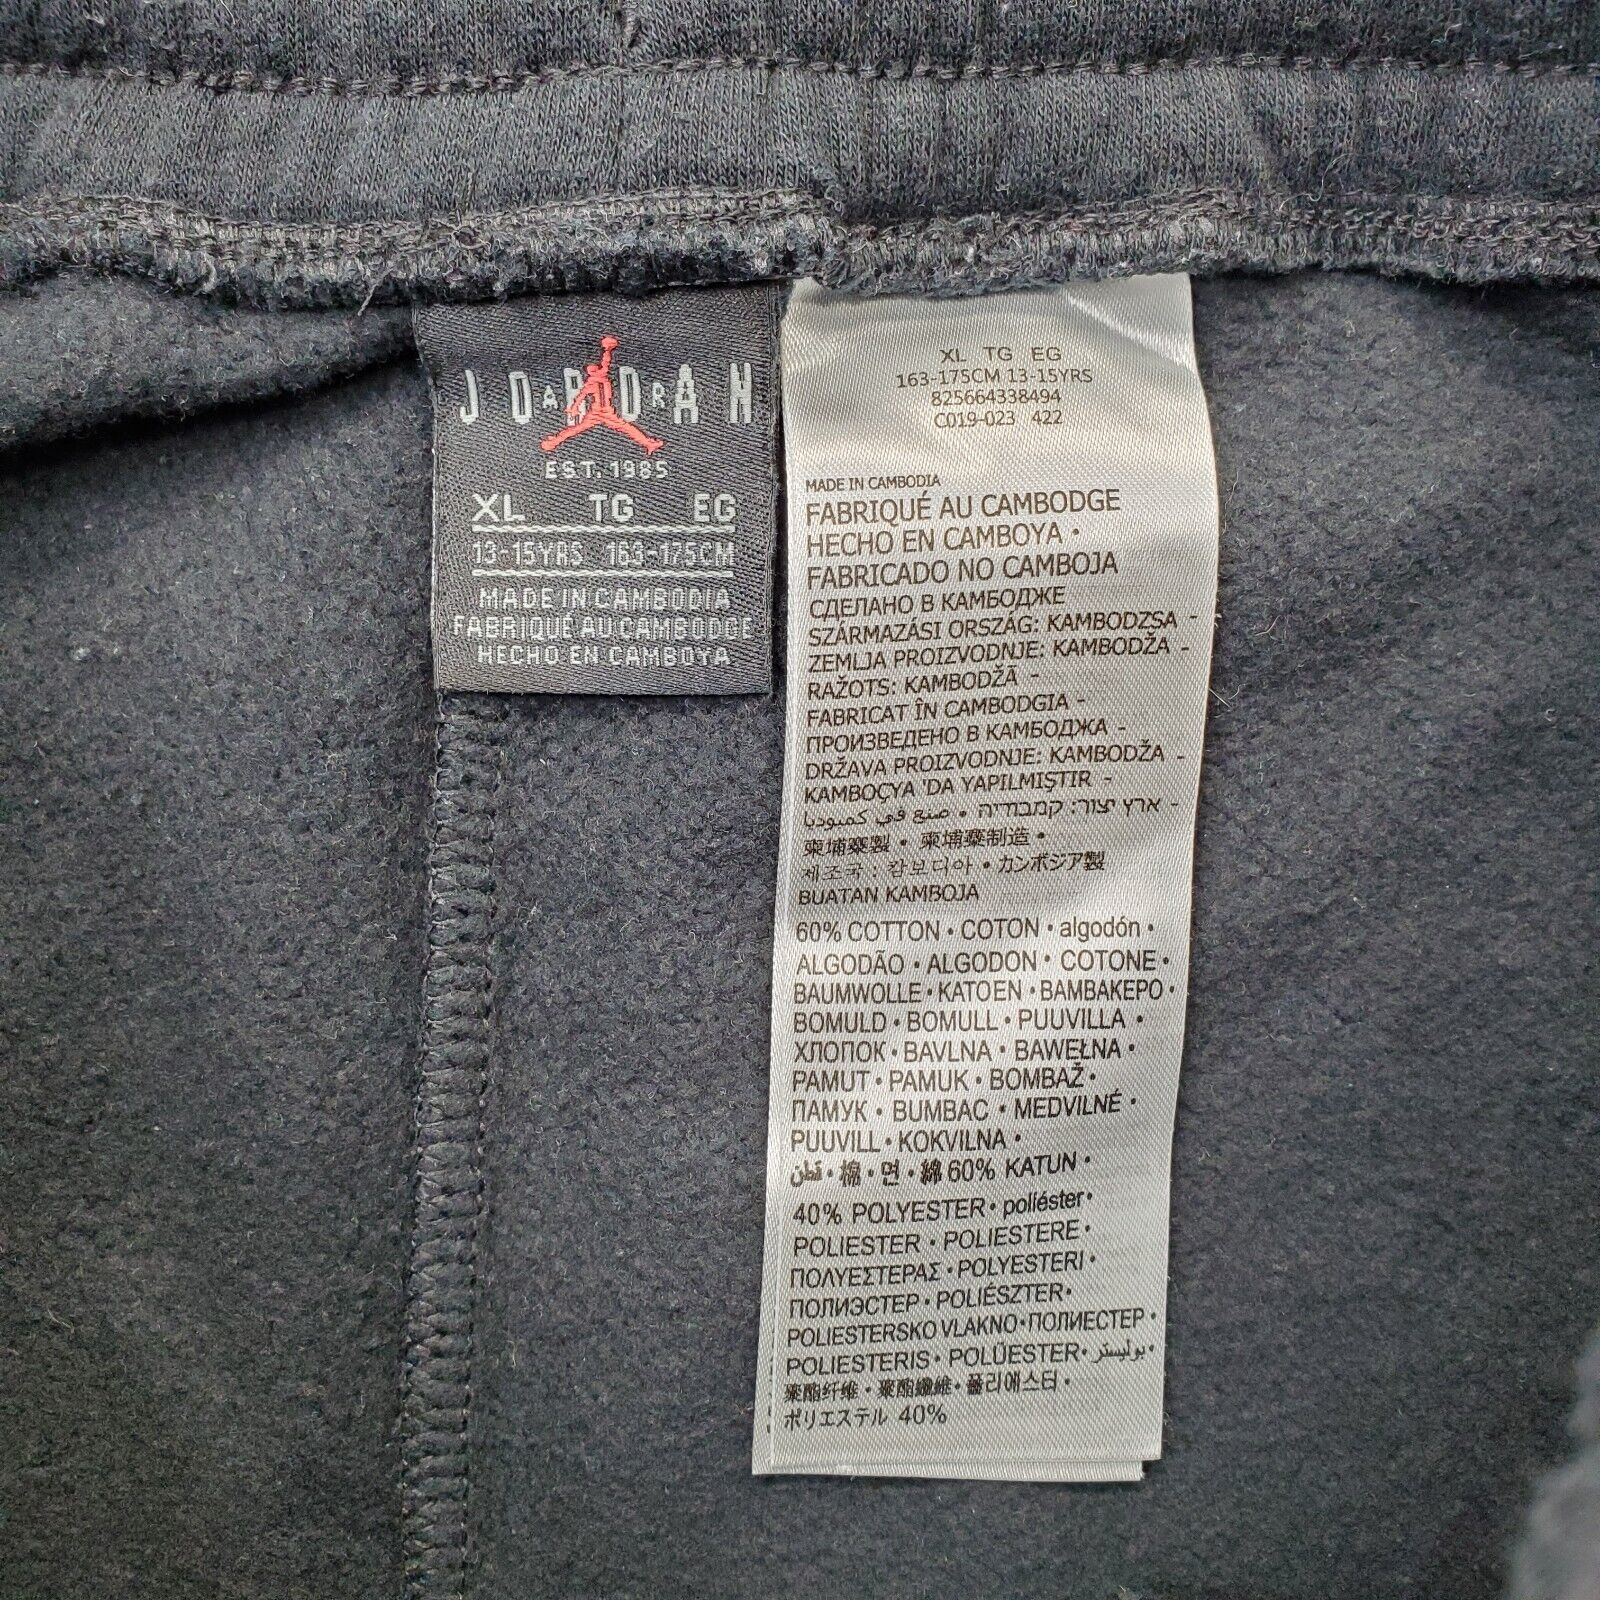 JORDAN
EST. 1985
XL TG EG
13-15YRS 163-175CM
MADE IN CAMBODIA
FABRIQUÉ AU CAMBODGE
HECHO EN CAMBOYA
XL TG EG
163-175CM 13-15YRS
825664338494
C019-023 422
MADE IN CAMBODIA
FABRIQUÉ AU CAMBODGE
HECHO EN CAMBOYA •
FABRICADO NO CAMBOJA
СДЕЛАНО В КАМБОДЖЕ
SZÁRMAZÁSI ORSZÁG: KAMBODZSA -
ZEMLJA PROIZVODNJE: KAMBODŽA -
RAŽOTS: KAMBODŽĀ -
FABRICAT ÎN CAMBODGIA -
ПРОИЗВЕДЕНО В КАМБОДЖА -
DRŽAVA PROIZVODNJE: KAMBODŽA -
KAMBOÇYA 'DA YAPILMIŞTIR -
ארץ יצור: קמבודיה • صنع في كمبوديا -
柬埔寨製 • 柬埔寨制造 •
제조국 : 캄보디아 • カンボジア製
BUATAN KAMBOJA
60% COTTON • COTON • algodón •
ALGODÃO • ALGODON • COTONE •
BAUMWOLLE • KATOEN • ΒΑΜΒΑΚΕΡΟ •
BOMULD • BOMULL • PUUVILLA •
ХЛОПОК • BAVLNA • BAWEŁNA •
PAMUT • PAMUK • BOMBAŽ •
ПАМУК • BUMBAC • MEDVILNĖ •
PUUVILL • KOKVILNA •
قطن • 棉 • 면 • 綿 60% KATUN •
40% POLYESTER • poliéster •
POLIESTER • POLIESTERE •
ΠΟΛΥΕΣΤΕΡΑΣ • POLYESTERI •
ПОЛИЭСТЕР • POLIÉSZTER •
POLIESTERSKO VLAKNO • ПОЛИЕСТЕР •
POLIESTERIS • POLÜESTER • بوليستر •
聚酯纤维 • 聚酯纖維 • 폴리에스터 •
ポリエステル 40%